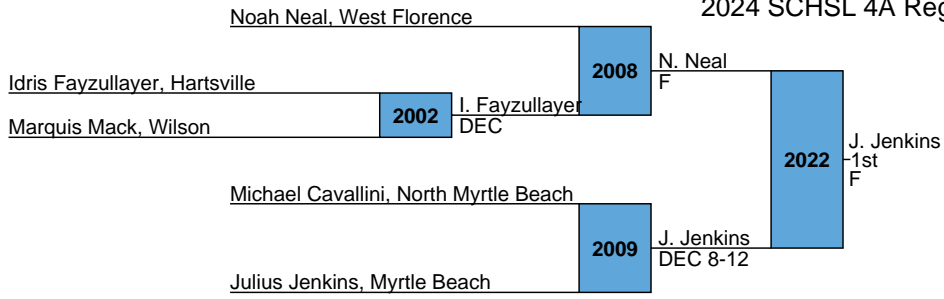 2024 SCHSL 4A Reg
Noah Neal, West Florence
2008
N. Neal
F
Idris Fayzullayer, Hartsville
2002
I. Fayzullayer
DEC
Marquis Mack, Wilson
2022
J. Jenkins
1st
F
Michael Cavallini, North Myrtle Beach
2009
J. Jenkins
DEC 8-12
Julius Jenkins, Myrtle Beach